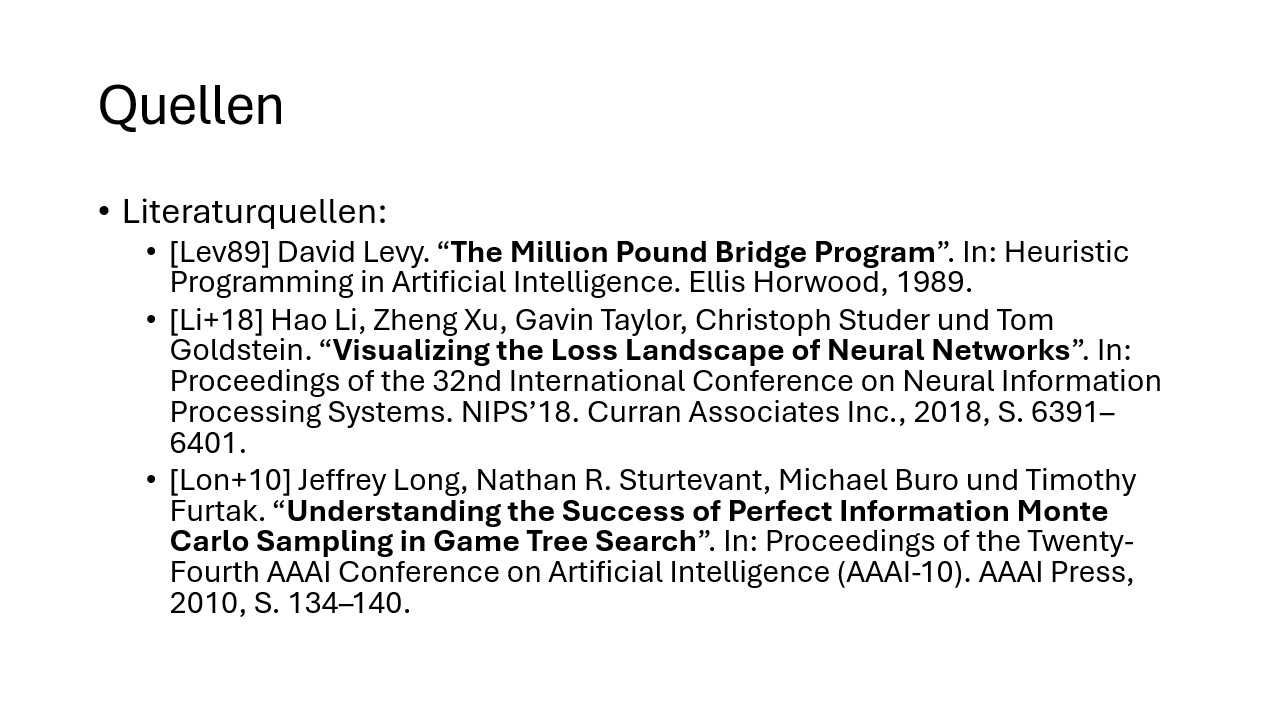 Quellen
• Literaturquellen:
• [Lev89] David Levy. “The Million Pound Bridge Program”. In: Heuristic
Programming in Artificial Intelligence. Ellis Horwood, 1989.
• [Li+18] Hao Li, Zheng Xu, Gavin Taylor, Christoph Studer und Tom
Goldstein. “Visualizing the Loss Landscape of Neural Networks”. In:
Proceedings of the 32nd International Conference on Neural Information
Processing Systems. NIPS’18. Curran Associates Inc., 2018, S. 6391–
6401.
• [Lon+10] Jeffrey Long, Nathan R. Sturtevant, Michael Buro und Timothy
Furtak. “Understanding the Success of Perfect Information Monte
Carlo Sampling in Game Tree Search”. In: Proceedings of the Twenty-
Fourth AAAI Conference on Artificial Intelligence (AAAI-10). AAAI Press,
2010, S. 134–140.